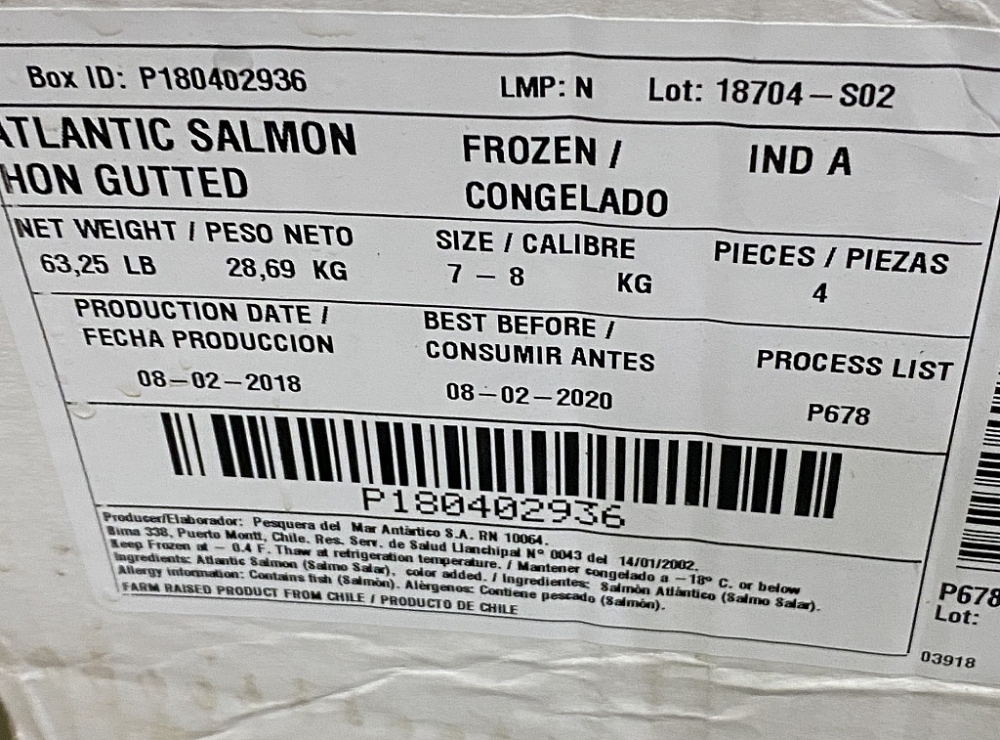 Box ID: P180402936 LMP: N Lot: 18704-S02
ATLANTIC SALMON FROZEN / IND A
HON GUTTED CONGELADO
NET WEIGHT / PESO NETO SIZE / CALIBRE PIECES / PIEZAS
63,25 LB 28,69 KG 7 - 8 KG 4
PRODUCTION DATE / BEST BEFORE /
FECHA PRODUCCION CONSUMIR ANTES PROCESS LIST
08-02-2018 08-02-2020 P678
P180402936
Producer/Elaborador: Pesquera del Mar Antártico S.A. RN 10064.
Bima 338, Puerto Montt, Chile. Res. Serv. de Salud Llanchipal Nº 0043 del 14/01/2002.
Keep Frozen at - 0.4 F. Thaw at refrigeration temperature. / Mantener congelado a -18º C. or below
Ingredients: Atlantic Salmon (Salmo Salar), color added. / Ingredientes: Salmón Atlántico (Salmo Salar).
Allergy information: Contains fish (Salmón). Alérgenos: Contiene pescado (Salmón).
FARM RAISED PRODUCT FROM CHILE / PRODUCTO DE CHILE
P678
Lot:
03918